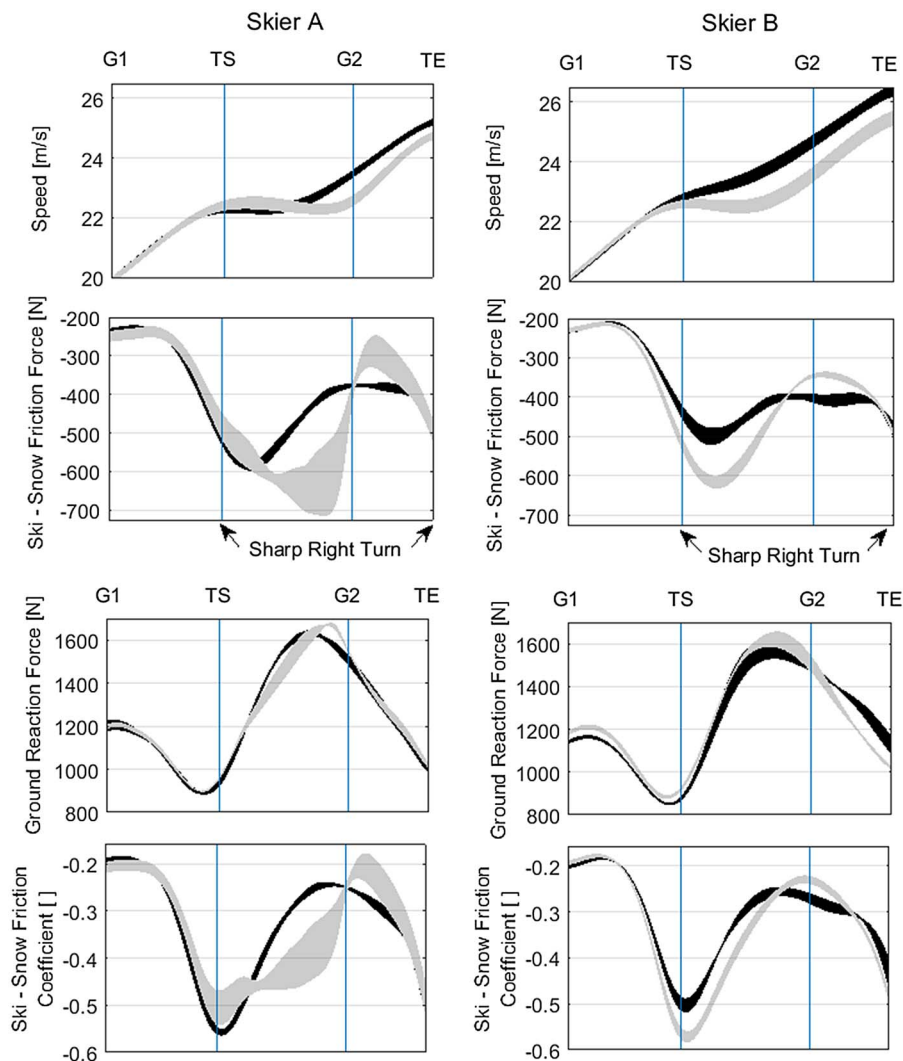 Skier A
G1 TS G2 TE
Speed [m/s]
26
24
22
20
Ski - Snow Friction Force [N]
-200
-300
-400
-500
-600
-700
Sharp Right Turn
G1 TS G2 TE
Ground Reaction Force [N]
1600
1400
1200
1000
800
Ski - Snow Friction
Coefficient [ ]
-0.2
-0.3
-0.4
-0.5
-0.6
Skier B
G1 TS G2 TE
Speed [m/s]
26
24
22
20
Ski - Snow Friction Force [N]
-200
-300
-400
-500
-600
-700
Sharp Right Turn
G1 TS G2 TE
Ground Reaction Force [N]
1600
1400
1200
1000
800
Ski - Snow Friction
Coefficient [ ]
-0.2
-0.3
-0.4
-0.5
-0.6